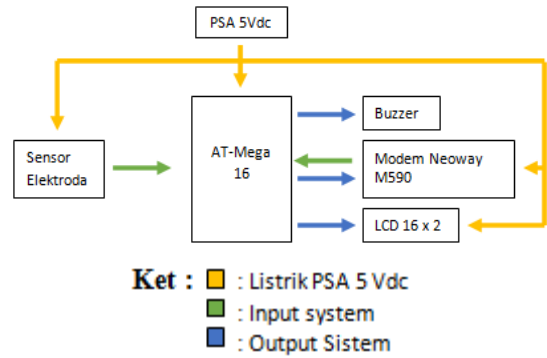 PSA 5Vdc
Sensor
Elektroda
AT-Mega
16
Buzzer
Modem Neoway
M590
LCD 16 x 2
Ket : : Listrik PSA 5 Vdc
: Input system
: Output Sistem